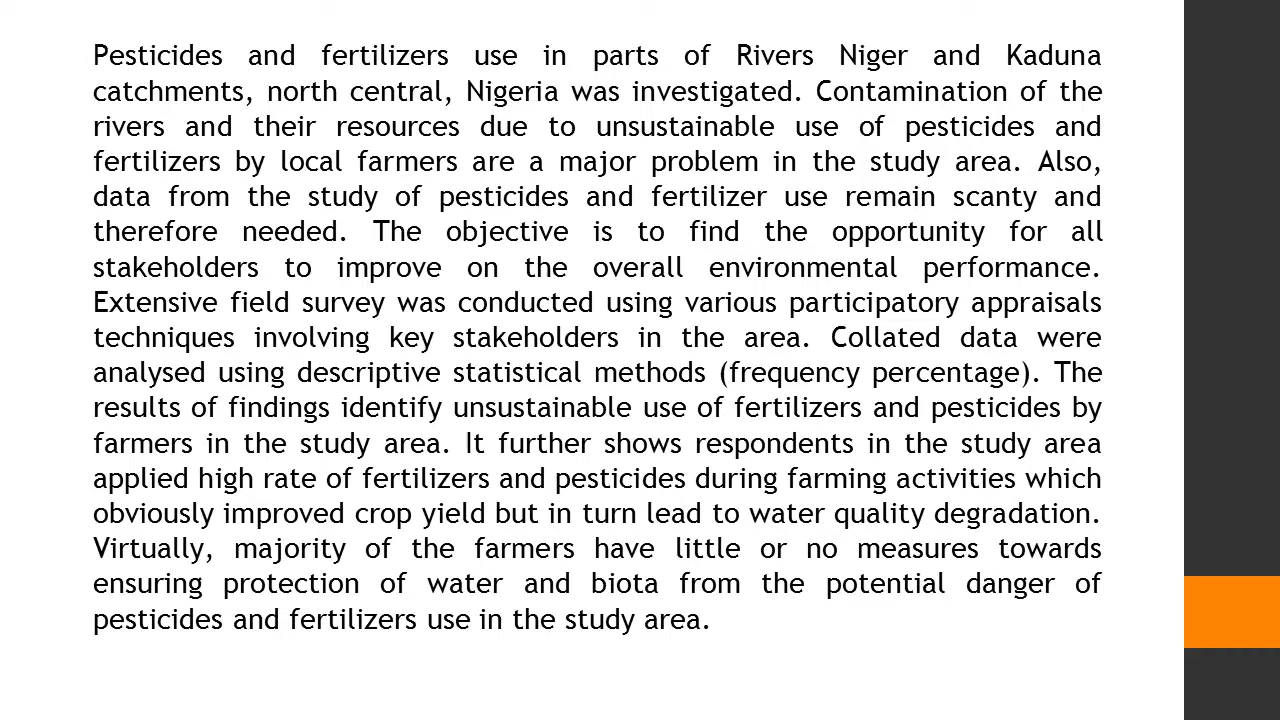 Pesticides and fertilizers use in parts of Rivers Niger and Kaduna
catchments, north central, Nigeria was investigated. Contamination of the
rivers and their resources due to unsustainable use of pesticides and
fertilizers by local farmers are a major problem in the study area. Also,
data from the study of pesticides and fertilizer use remain scanty and
therefore needed. The objective is to find the opportunity for all
stakeholders to improve on the overall environmental performance.
Extensive field survey was conducted using various participatory appraisals
techniques involving key stakeholders in the area. Collated data were
analysed using descriptive statistical methods (frequency percentage). The
results of findings identify unsustainable use of fertilizers and pesticides by
farmers in the study area. It further shows respondents in the study area
applied high rate of fertilizers and pesticides during farming activities which
obviously improved crop yield but in turn lead to water quality degradation.
Virtually, majority of the farmers have little or no measures towards
ensuring protection of water and biota from the potential danger of
pesticides and fertilizers use in the study area.